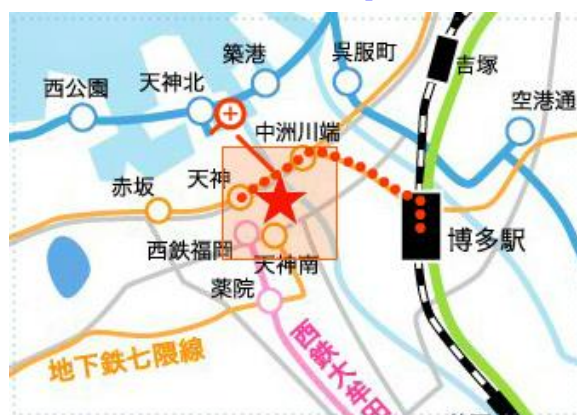 築港
呉服町
吉塚
天神北
西公園
空港通
中洲川端
赤坂
天神
西鉄福岡
天神南
博多駅
薬院
地下鉄七隈線
西鉄大牟田